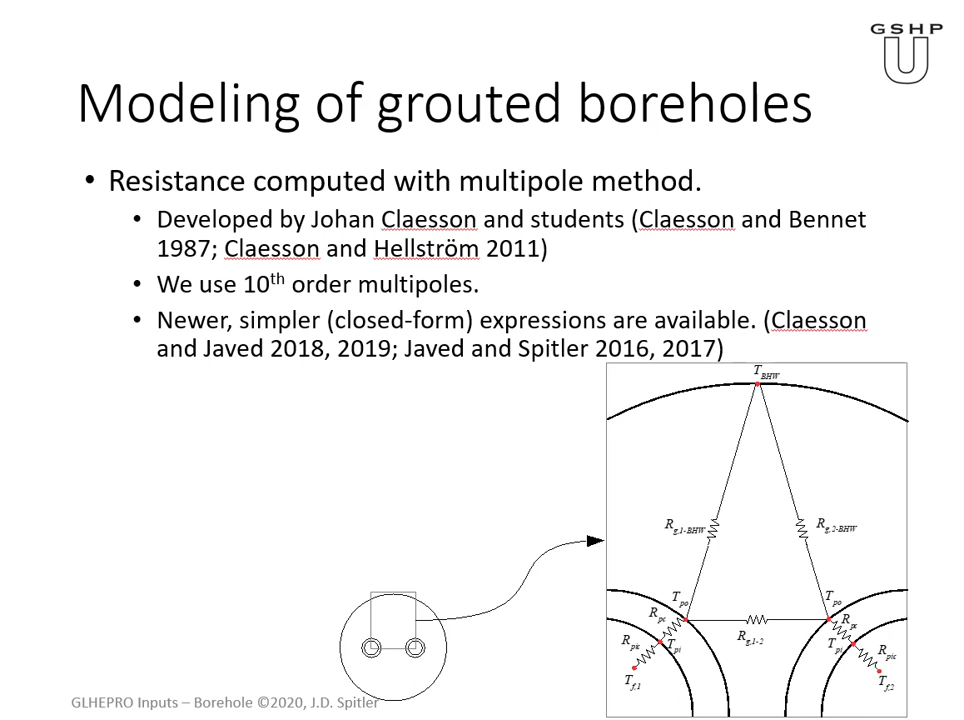 GSHP
U
Modeling of grouted boreholes
• Resistance computed with multipole method.
• Developed by Johan Claesson and students (Claesson and Bennet
1987; Claesson and Hellström 2011)
• We use 10th order multipoles.
• Newer, simpler (closed-form) expressions are available. (Claesson
and Javed 2018, 2019; Javed and Spitler 2016, 2017)
T BHW
R g,1-BHW
R g,2-BHW
T po
T po
R pc
R pc
R g,1-2
R pic
T pi
T pi
R pic
T f,1
T f,2
GLHEPRO Inputs – Borehole ©2020, J.D. Spitler